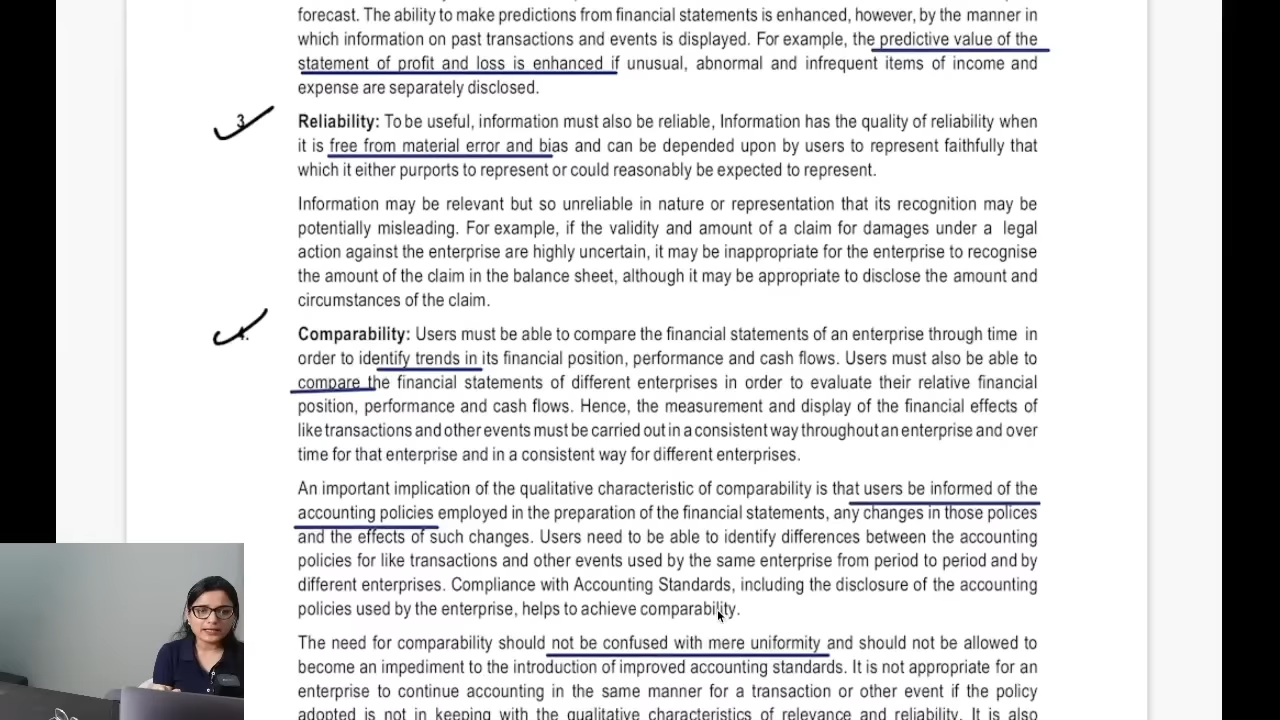 forecast. The ability to make predictions from financial statements is enhanced, however, by the manner in
which information on past transactions and events is displayed. For example, the predictive value of the
statement of profit and loss is enhanced if unusual, abnormal and infrequent items of income and
expense are separately disclosed.
3 Reliability: To be useful, information must also be reliable, Information has the quality of reliability when
it is free from material error and bias and can be depended upon by users to represent faithfully that
which it either purports to represent or could reasonably be expected to represent.
Information may be relevant but so unreliable in nature or representation that its recognition may be
potentially misleading. For example, if the validity and amount of a claim for damages under a legal
action against the enterprise are highly uncertain, it may be inappropriate for the enterprise to recognise
the amount of the claim in the balance sheet, although it may be appropriate to disclose the amount and
circumstances of the claim.
4. Comparability: Users must be able to compare the financial statements of an enterprise through time in
order to identify trends in its financial position, performance and cash flows. Users must also be able to
compare the financial statements of different enterprises in order to evaluate their relative financial
position, performance and cash flows. Hence, the measurement and display of the financial effects of
like transactions and other events must be carried out in a consistent way throughout an enterprise and over
time for that enterprise and in a consistent way for different enterprises.
An important implication of the qualitative characteristic of comparability is that users be informed of the
accounting policies employed in the preparation of the financial statements, any changes in those polices
and the effects of such changes. Users need to be able to identify differences between the accounting
policies for like transactions and other events used by the same enterprise from period to period and by
different enterprises. Compliance with Accounting Standards, including the disclosure of the accounting
policies used by the enterprise, helps to achieve comparability.
The need for comparability should not be confused with mere uniformity and should not be allowed to
become an impediment to the introduction of improved accounting standards. It is not appropriate for an
enterprise to continue accounting in the same manner for a transaction or other event if the policy
adopted is not in keeping with the qualitative characteristics of relevance and reliability. It is also